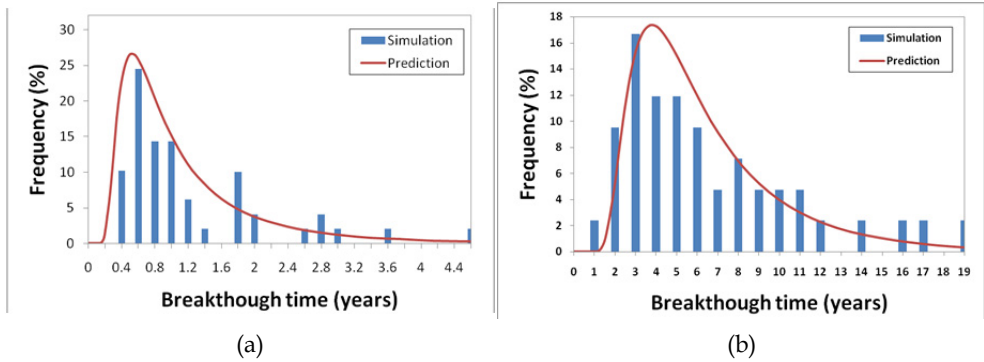 30
25
20
15
10
5
0
Frequency (%)
Simulation
Prediction
0 0.4 0.8 1.2 1.6 2 2.4 2.8 3.2 3.6 4 4.4
Breakthough time (years)
(a)
18
16
14
12
10
8
6
4
2
0
Frequency (%)
Simulation
Prediction
0 1 2 3 4 5 6 7 8 9 10 11 12 13 14 15 16 17 18 19
Breakthough time (years)
(b)